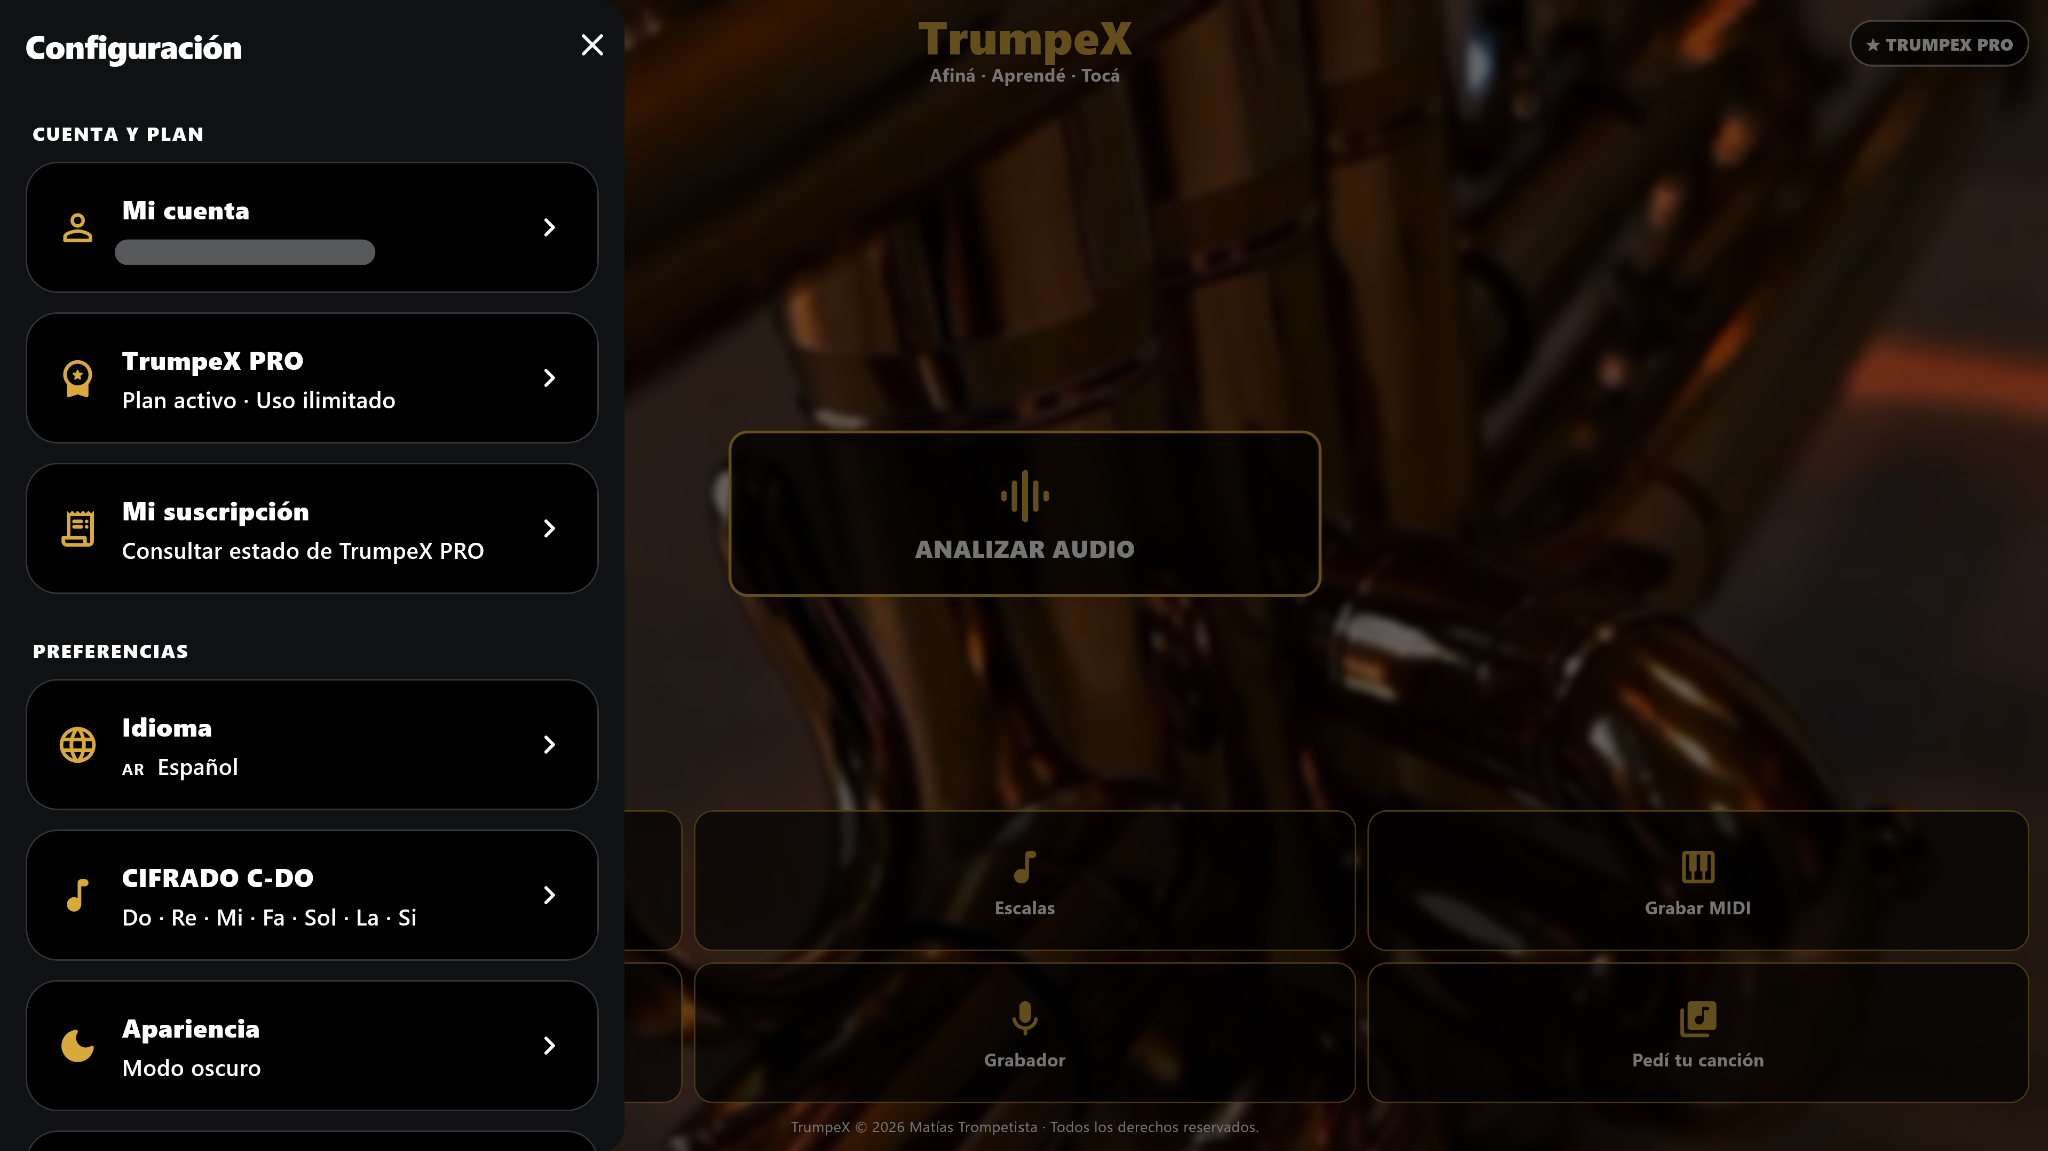 Configuración
CUENTA Y PLAN
Mi cuenta
TrumpeX PRO
Plan activo · Uso ilimitado
Mi suscripción
Consultar estado de TrumpeX PRO
PREFERENCIAS
Idioma
AR Español
CIFRADO C-DO
Do · Re · Mi · Fa · Sol · La · Si
Apariencia
Modo oscuro
TrumpeX
Afiná · Aprendé · Tocá
★ TRUMPEX PRO
ANALIZAR AUDIO
Escalas
Grabar MIDI
Grabador
Pedí tu canción
TrumpeX © 2026 Matías Trompetista · Todos los derechos reservados.